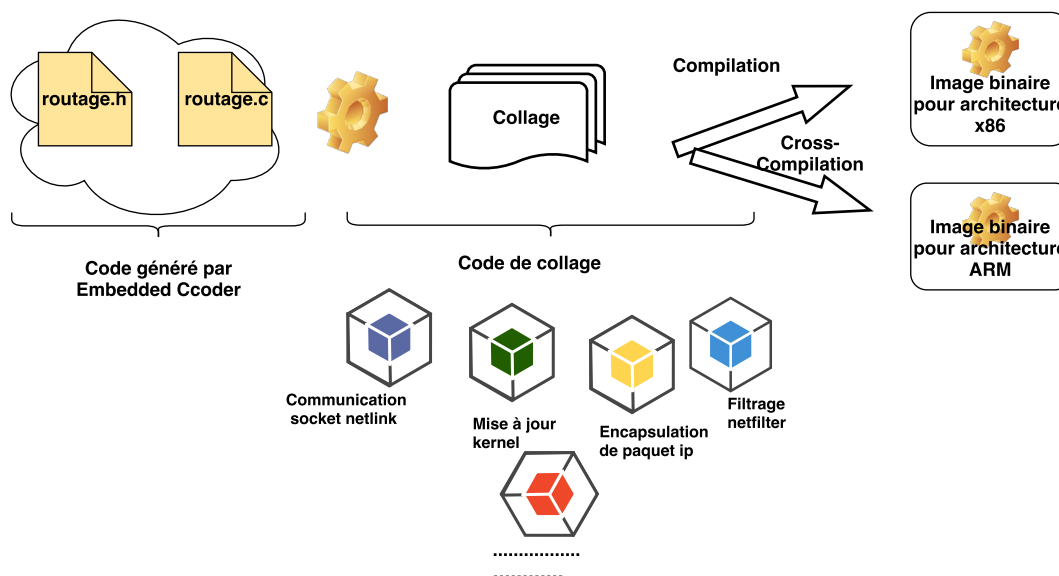 routage.h
routage.c
Collage
Compilation
Cross-
Compilation
Image binaire
pour architecture
x86
Image binaire
pour architecture
ARM
Code généré par
Embedded Ccoder
Code de collage
Communication
socket netlink
Mise à jour
kernel
Encapsulation
de paquet ip
Filtrage
netfilter
..................
...............